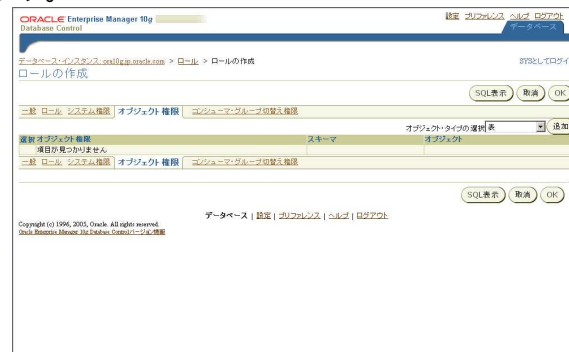 ORACLE Enterprise Manager 10g
Database Control
設定 プリファレンス ヘルプ ログアウト
データベース
データベース・インスタンス: ora10g.jp.oracle.com > ロール > ロールの作成
SYSとしてログイ
ロールの作成
SQL表示 取消 OK
一般 ロール システム権限 オブジェクト権限 コンシューマ・グループ切替え権限
オブジェクト・タイプの選択 表 追加
選択 オブジェクト権限 スキーマ オブジェクト
項目が見つかりません
一般 ロール システム権限 オブジェクト権限 コンシューマ・グループ切替え権限
SQL表示 取消 OK
データベース | 設定 | プリファレンス | ヘルプ | ログアウト
Copyright (c) 1996, 2005, Oracle. All rights reserved.
Oracle Enterprise Manager 10g Database Controlバージョン情報